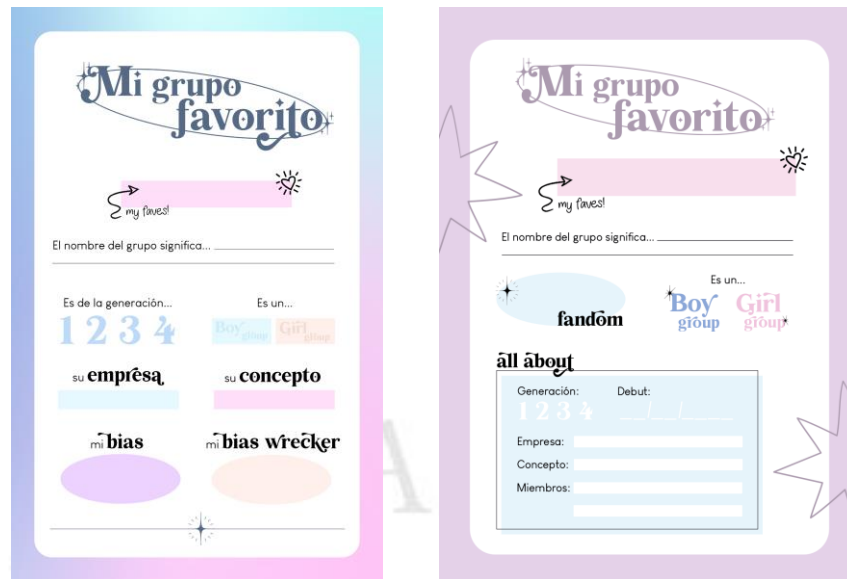 Mi grupo
favorito
my faves!
El nombre del grupo significa...
Es de la generación...
1 2 3 4
Es un...
Boy group
Girl group
su empresa
su concepto
mi bias
mi bias wrecker
A
Mi grupo
favorito
my faves!
El nombre del grupo significa...
fandom
Es un...
Boy group
Girl group
all about
Generación:
1 2 3 4
Debut:
__/__/____
Empresa:
Concepto:
Miembros: